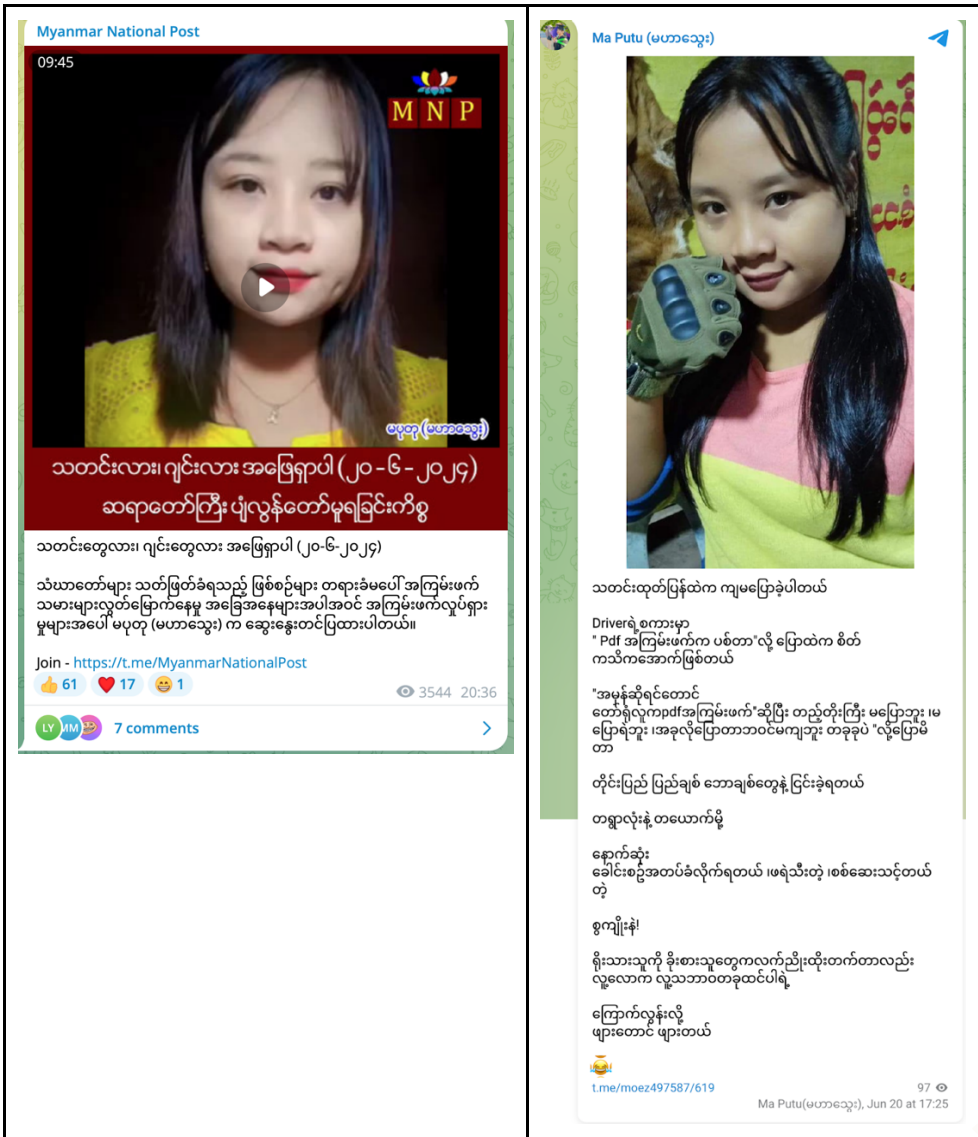 Myanmar National Post
09:45
M N P
မပုတု (မဟာသွေး)
သတင်းလား၊ ဂျင်းလား အဖြေရှာပါ (၂၀-၆-၂၀၂၄)
ဆရာတော်ကြီး ပျံလွန်တော်မူရခြင်းကိစ္စ
သတင်းတွေလား၊ ဂျင်းတွေလား အဖြေရှာပါ (၂၀-၆-၂၀၂၄)
သံဃာတော်များ သတ်ဖြတ်ခံရသည့် ဖြစ်စဉ်များ တရားခံမပေါ် အကြမ်းဖက်
သမားများလွတ်မြောက်နေမှု အခြေအနေများအပါအဝင် အကြမ်းဖက်လှုပ်ရှား
မှုများအပေါ် မပုတု (မဟာသွေး) က ဆွေးနွေးတင်ပြထားပါတယ်။
Join - https://t.me/MyanmarNationalPost
61 17 1
3544 20:36
LY MM 7 comments
Ma Putu (မဟာသွေး)
သတင်းထုတ်ပြန်ထဲက ကျမပြောခဲ့ပါတယ်
Driverရဲ့စကားမှာ
" Pdf အကြမ်းဖက်က ပစ်တာ"လို့ ပြောထဲက စိတ်
ကသိကအောက်ဖြစ်တယ်
"အမှန်ဆိုရင်တောင်
တော်ရုံလူကpdfအကြမ်းဖက်"ဆိုပြီး တည့်တိုးကြီး မပြောဘူး ၊မ
ပြောရဲဘူး ၊အခုလိုပြောတာဘဝင်မကျဘူး တခုခုပဲ "လို့ပြောမိ
တာ
တိုင်းပြည် ပြည်ချစ် ဘောချစ်တွေနဲ့ ငြင်းခဲ့ရတယ်
တရွာလုံးနဲ့ တယောက်မို့
နောက်ဆုံး
ခေါင်းစဥ်အတပ်ခံလိုက်ရတယ် ၊ဖရဲသီးတဲ့ ၊စစ်ဆေးသင့်တယ်
တဲ့
စွကျိုးနဲ!
ရိုးသားသူကို ခိုးစားသူတွေကလက်ညိုးထိုးတက်တာလည်း
လူ့လောက လူ့သဘာဝတခုထင်ပါရဲ့
ကြောက်လွန်းလို့
ဖျားတောင် ဖျားတယ်
t.me/moez497587/619
97
Ma Putu(မဟာသွေး), Jun 20 at 17:25